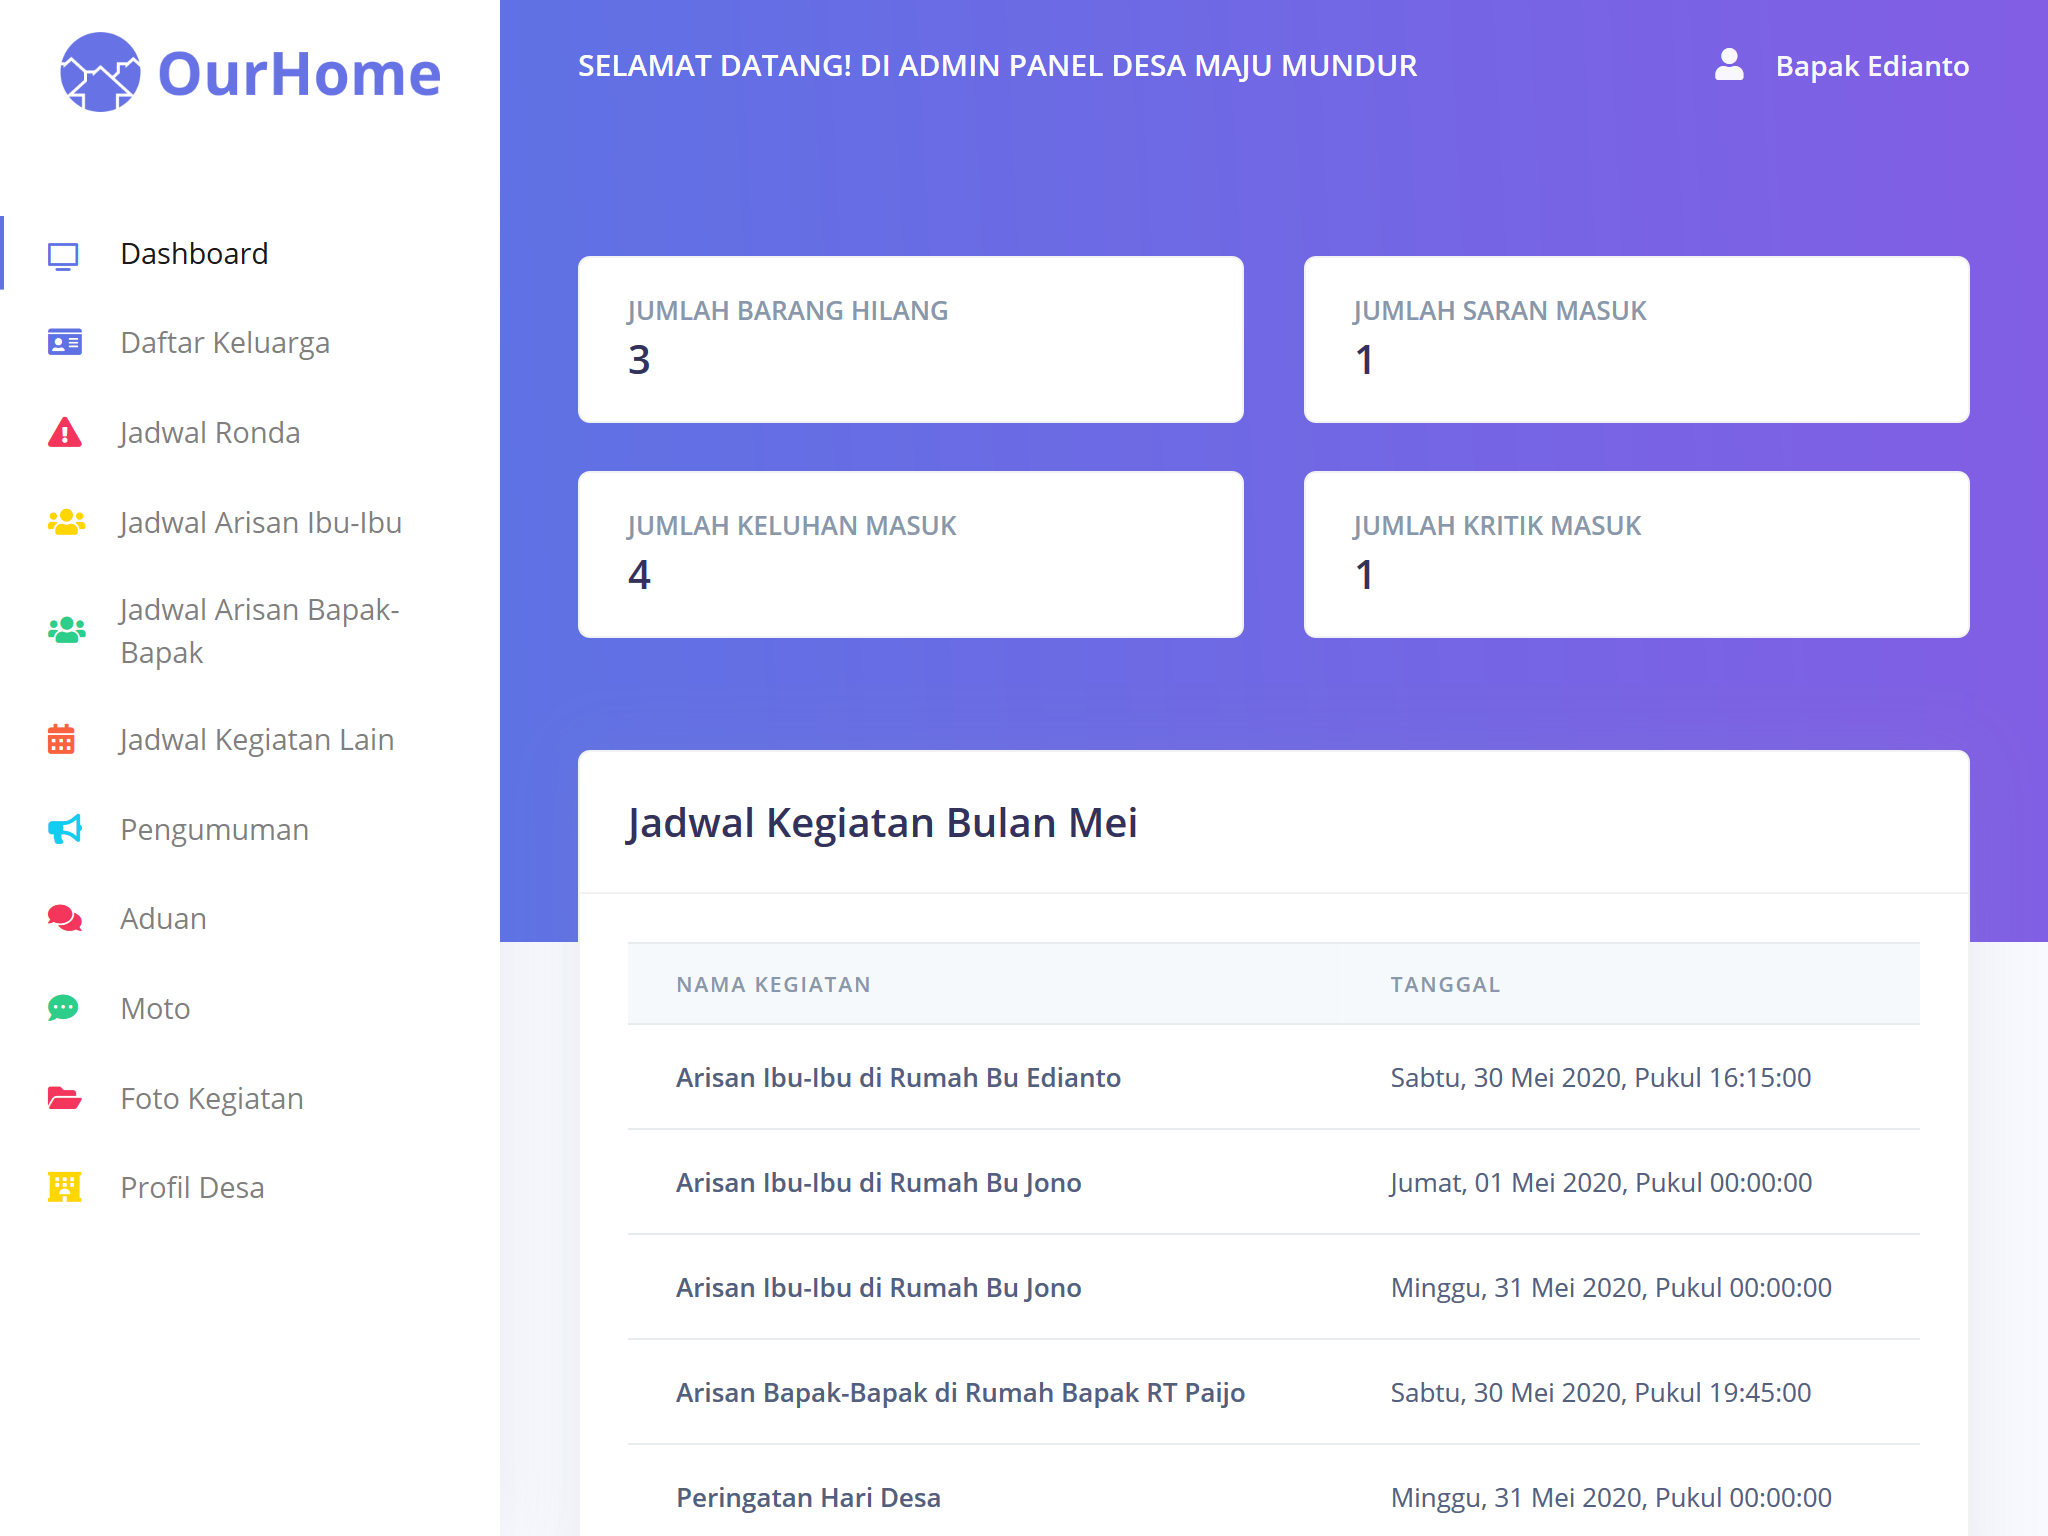 OurHome
Dashboard
Daftar Keluarga
Jadwal Ronda
Jadwal Arisan Ibu-Ibu
Jadwal Arisan Bapak-
Bapak
Jadwal Kegiatan Lain
Pengumuman
Aduan
Moto
Foto Kegiatan
Profil Desa
SELAMAT DATANG! DI ADMIN PANEL DESA MAJU MUNDUR
Bapak Edianto
JUMLAH BARANG HILANG
3
JUMLAH SARAN MASUK
1
JUMLAH KELUHAN MASUK
4
JUMLAH KRITIK MASUK
1
Jadwal Kegiatan Bulan Mei
NAMA KEGIATAN TANGGAL
Arisan Ibu-Ibu di Rumah Bu Edianto Sabtu, 30 Mei 2020, Pukul 16:15:00
Arisan Ibu-Ibu di Rumah Bu Jono Jumat, 01 Mei 2020, Pukul 00:00:00
Arisan Ibu-Ibu di Rumah Bu Jono Minggu, 31 Mei 2020, Pukul 00:00:00
Arisan Bapak-Bapak di Rumah Bapak RT Paijo Sabtu, 30 Mei 2020, Pukul 19:45:00
Peringatan Hari Desa Minggu, 31 Mei 2020, Pukul 00:00:00